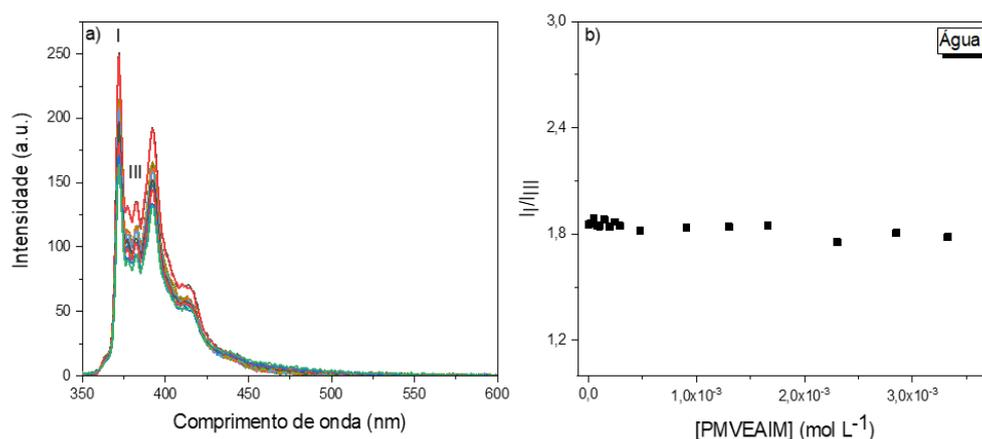 a)
I
III
250
200
150
100
50
0
Intensidade (a.u.)
350
400
450
500
550
600
Comprimento de onda (nm)
b)
Água
3,0
2,4
1,8
1,2
I_I/I_III
0,0
1,0x10⁻³
2,0x10⁻³
3,0x10⁻³
[PMVEAIM] (mol L⁻¹)